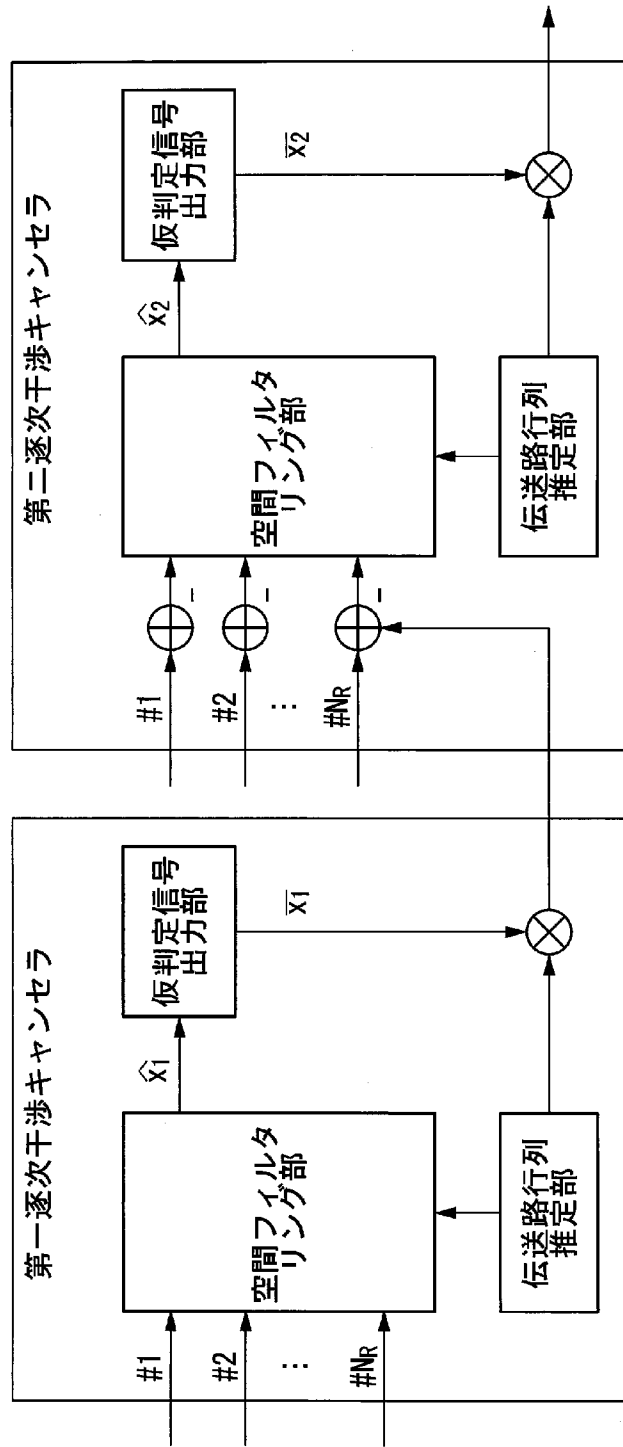 第一逐次干渉キャンセラ
#1
#2
⋮
#NR
空間フィルタ
リング部
x̂1
仮判定信号
出力部
x̅1
伝送路行列
推定部
第二逐次干渉キャンセラ
#1
#2
⋮
#NR
-
-
-
空間フィルタ
リング部
x̂2
仮判定信号
出力部
x̅2
伝送路行列
推定部